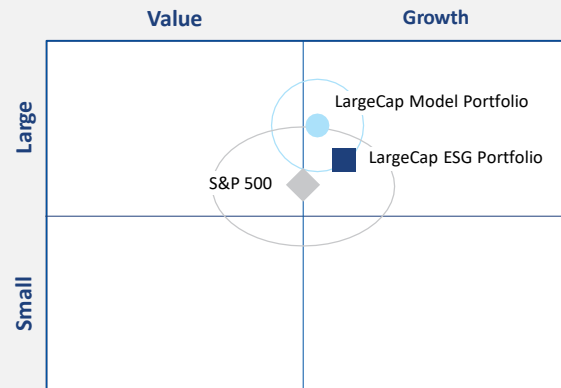 Value
Growth
Large
LargeCap Model Portfolio
LargeCap ESG Portfolio
S&P 500
Small